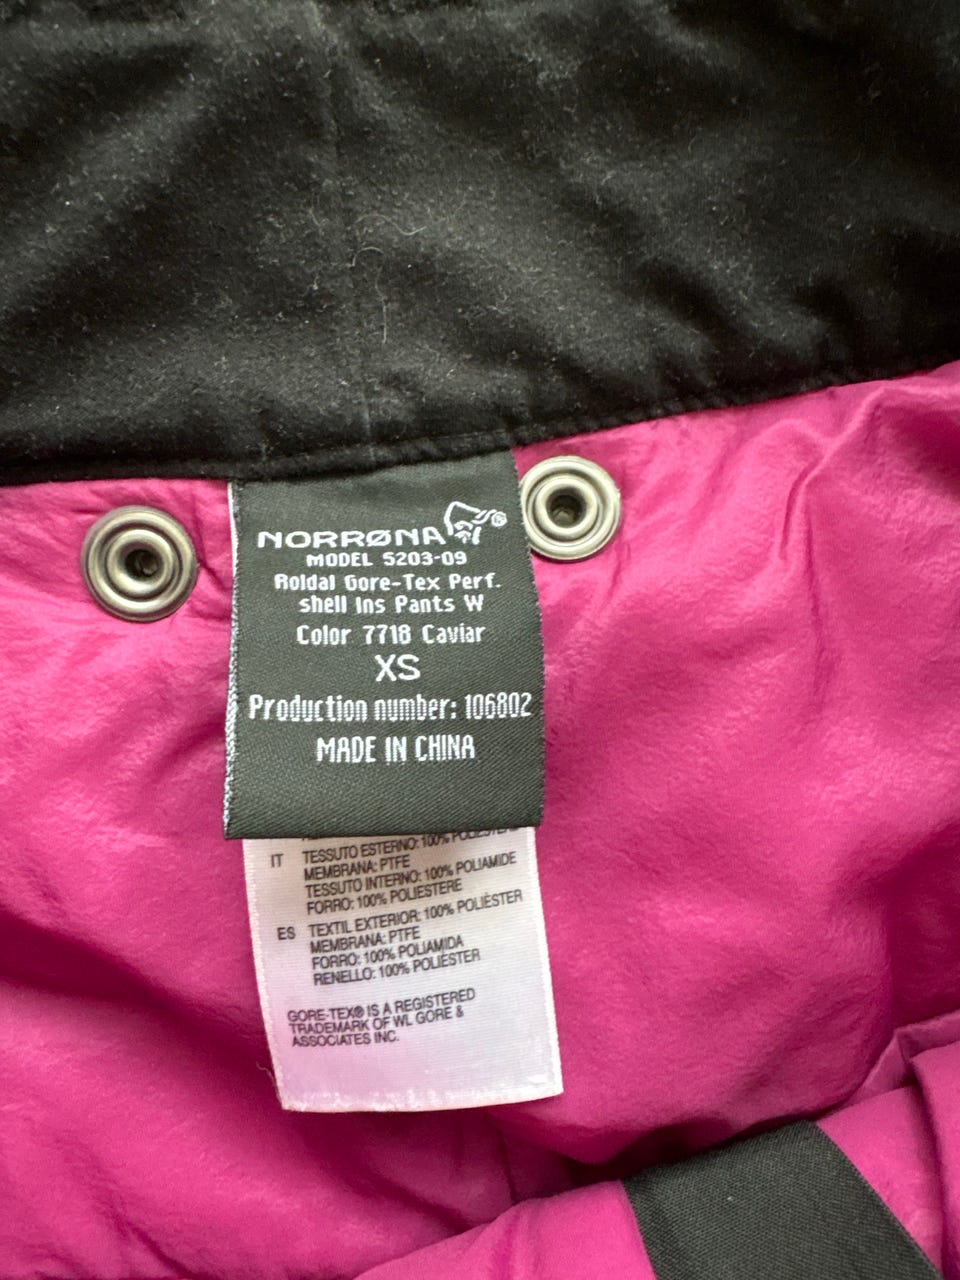 NORRØNA®
MODEL 5203-09
Roldal Gore-Tex Perf.
shell Ins Pants W
Color 7718 Caviar
XS
Production number: 106802
MADE IN CHINA
IT TESSUTO ESTERNO: 100% POLIESTERE
MEMBRANA: PTFE
TESSUTO INTERNO: 100% POLIAMIDE
FORRO: 100% POLIESTERE
ES TEXTIL EXTERIOR: 100% POLIÈSTER
MEMBRANA: PTFE
FORRO: 100% POLIAMIDA
RENELLO: 100% POLIÈSTER
GORE-TEX® IS A REGISTERED
TRADEMARK OF WL GORE &
ASSOCIATES INC.